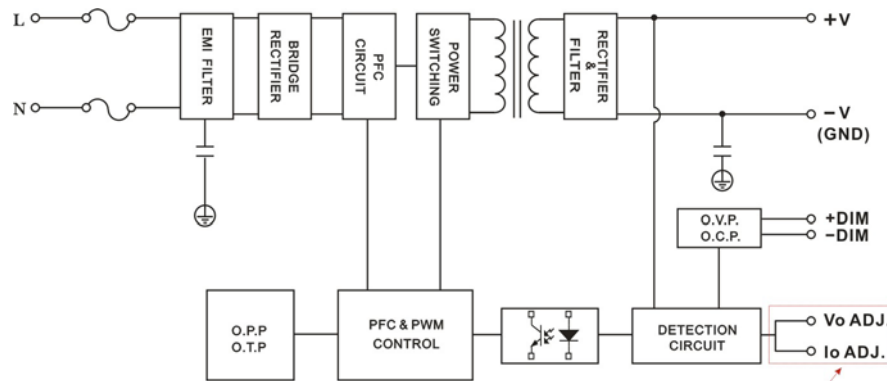 L
N
EMI FILTER
BRIDGE
RECTIFIER
PFC
CIRCUIT
POWER
SWITCHING
RECTIFIER
&
FILTER
+V
−V
(GND)
O.V.P.
O.C.P.
+DIM
−DIM
O.P.P
O.T.P
PFC & PWM
CONTROL
DETECTION
CIRCUIT
Vo ADJ.
Io ADJ.